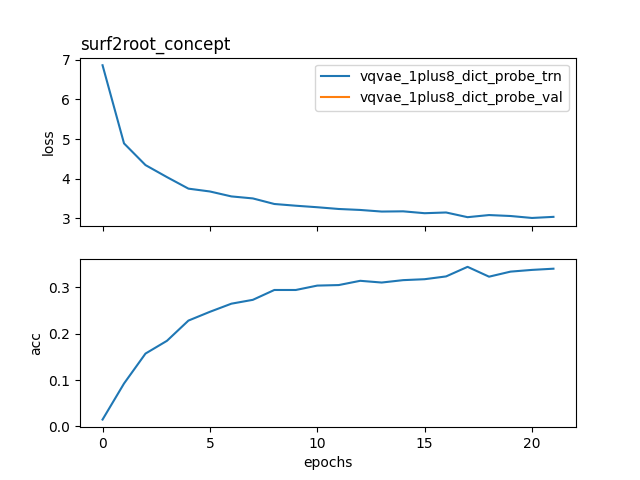 surf2root_concept
7
6
5
4
3
loss
vqvae_1plus8_dict_probe_trn
vqvae_1plus8_dict_probe_val
0.3
0.2
0.1
0.0
acc
0 5 10 15 20
epochs